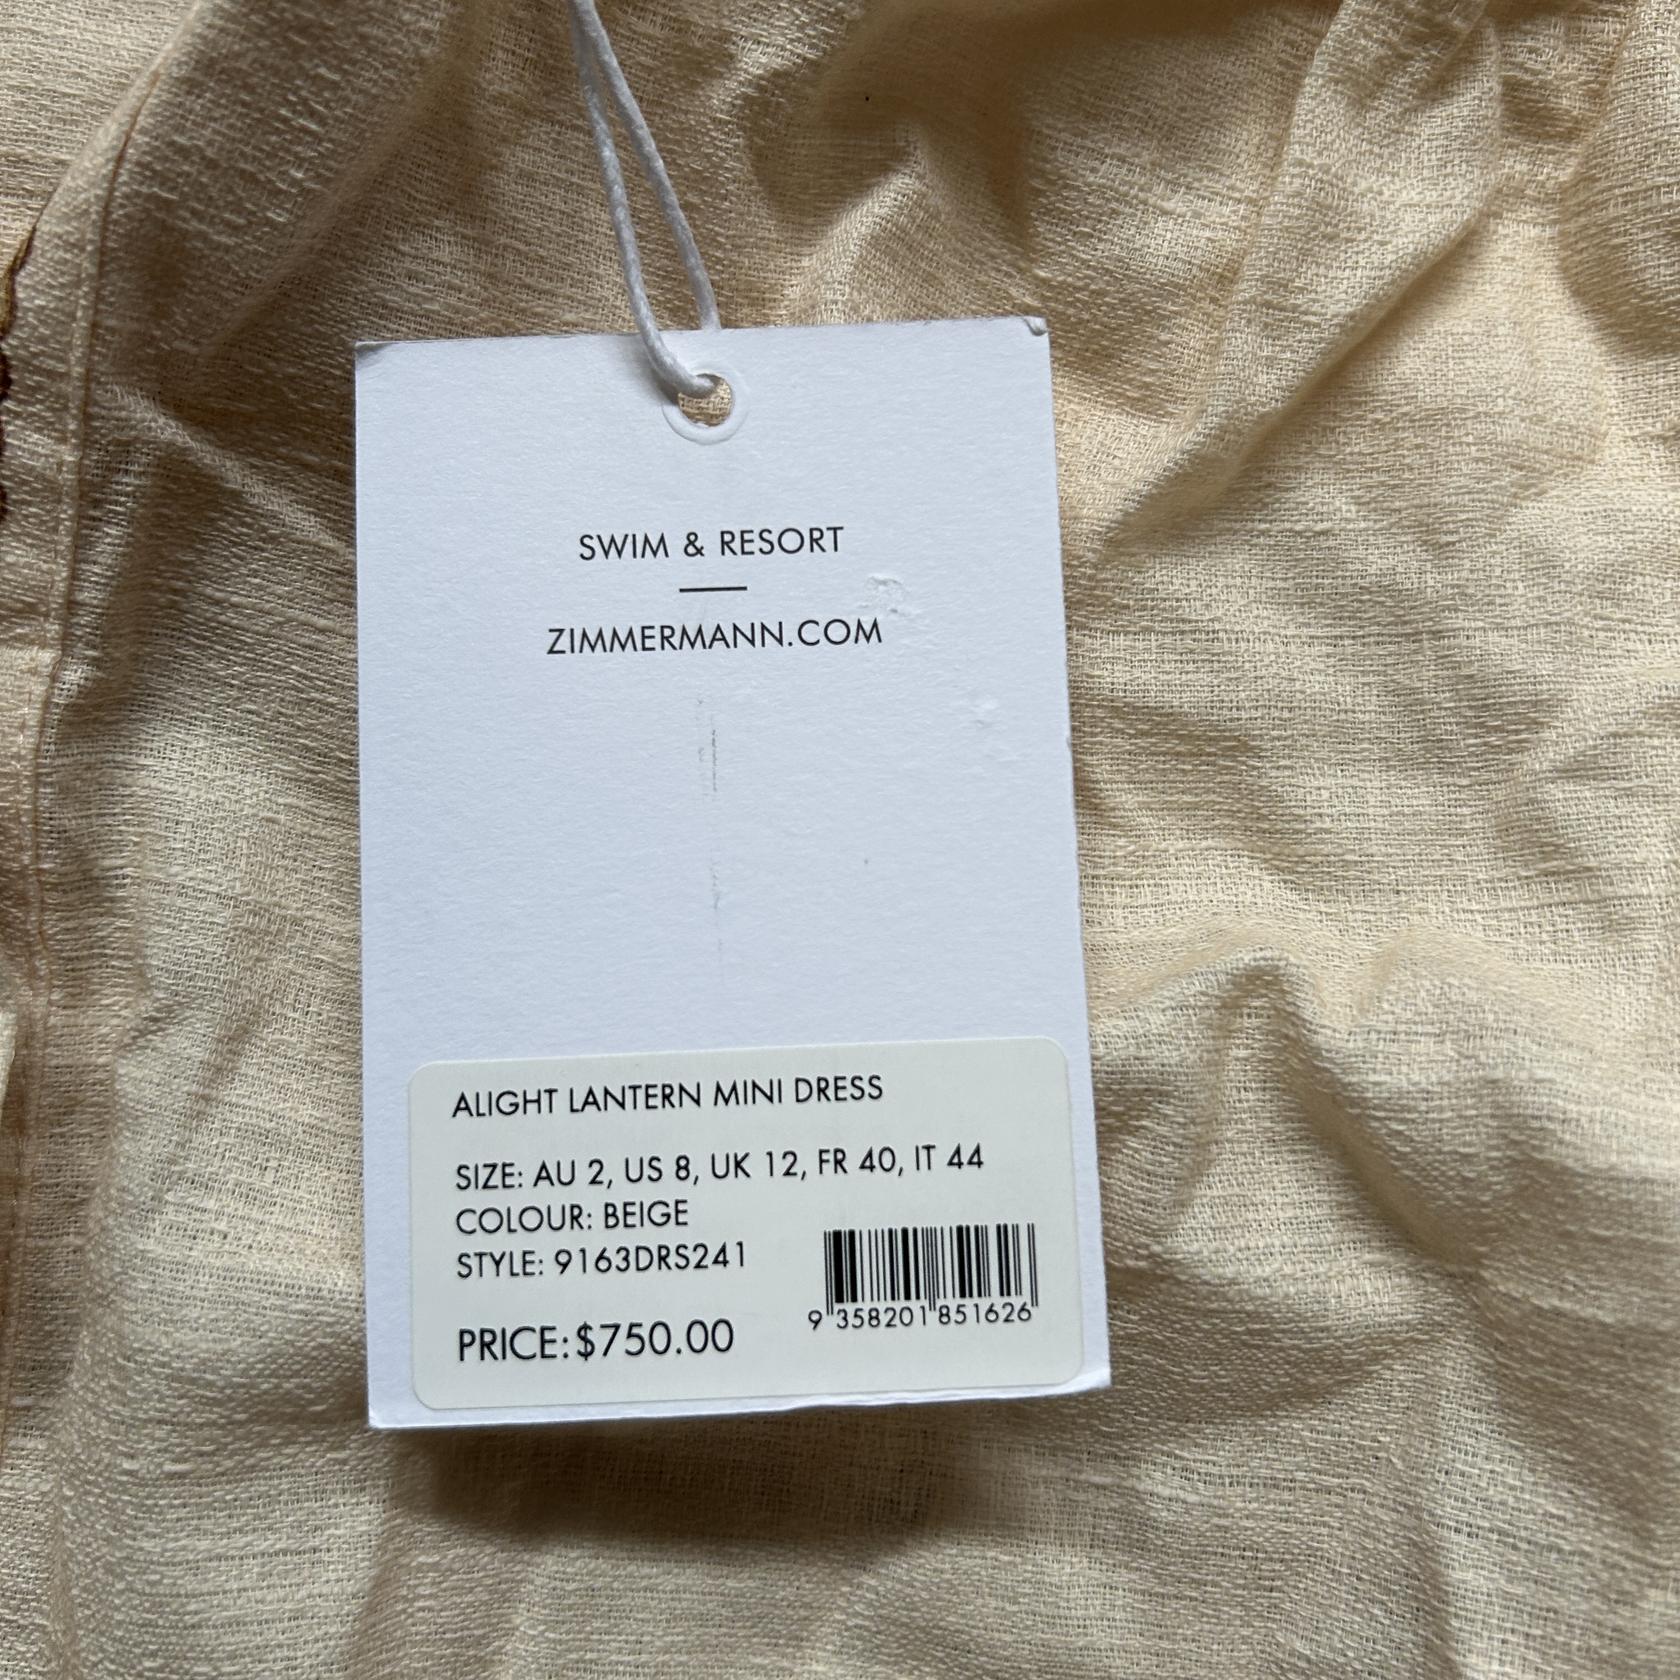 SWIM & RESORT
ZIMMERMANN.COM
ALIGHT LANTERN MINI DRESS
SIZE: AU 2, US 8, UK 12, FR 40, IT 44
COLOUR: BEIGE
STYLE: 9163DRS241
PRICE: $750.00
9 358201 851626